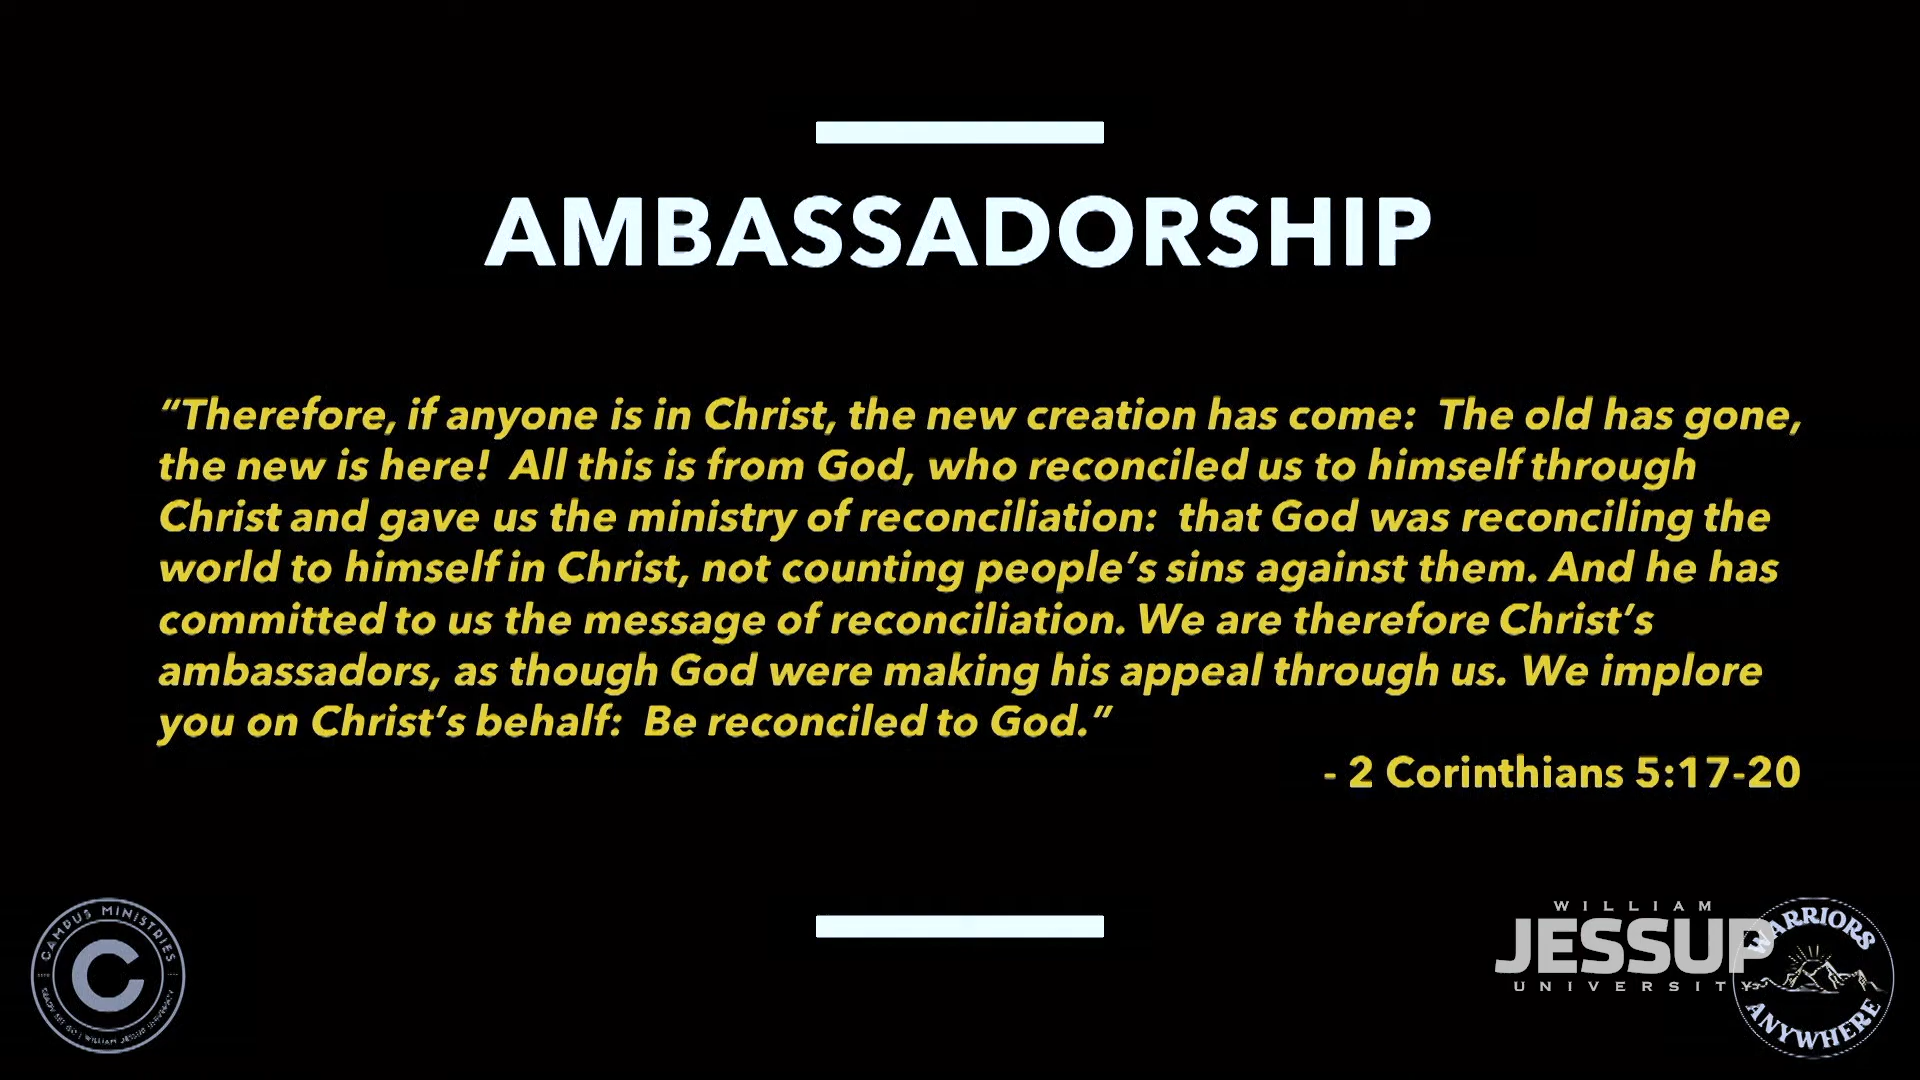 AMBASSADORSHIP
“Therefore, if anyone is in Christ, the new creation has come:  The old has gone,
the new is here!  All this is from God, who reconciled us to himself through
Christ and gave us the ministry of reconciliation:  that God was reconciling the
world to himself in Christ, not counting people’s sins against them. And he has
committed to us the message of reconciliation. We are therefore Christ’s
ambassadors, as though God were making his appeal through us. We implore
you on Christ’s behalf:  Be reconciled to God.”
- 2 Corinthians 5:17-20
CAMPUS MINISTRIES
C
WILLIAM JESSUP UNIVERSITY
WILLIAM
JESSUP
UNIVERSITY
WARRIORS
ANYWHERE